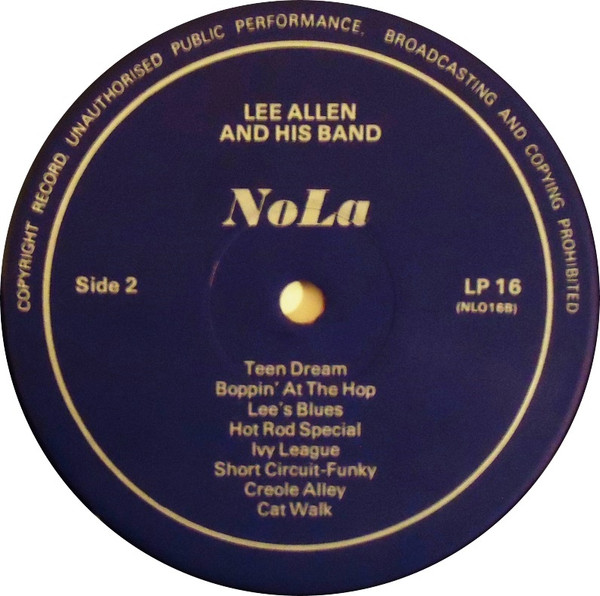 COPYRIGHT RECORD. UNAUTHORISED PUBLIC PERFORMANCE, BROADCASTING AND COPYING PROHIBITED
LEE ALLEN
AND HIS BAND
NoLa
Side 2
LP 16
(NLO16B)
Teen Dream
Boppin' At The Hop
Lee's Blues
Hot Rod Special
Ivy League
Short Circuit-Funky
Creole Alley
Cat Walk